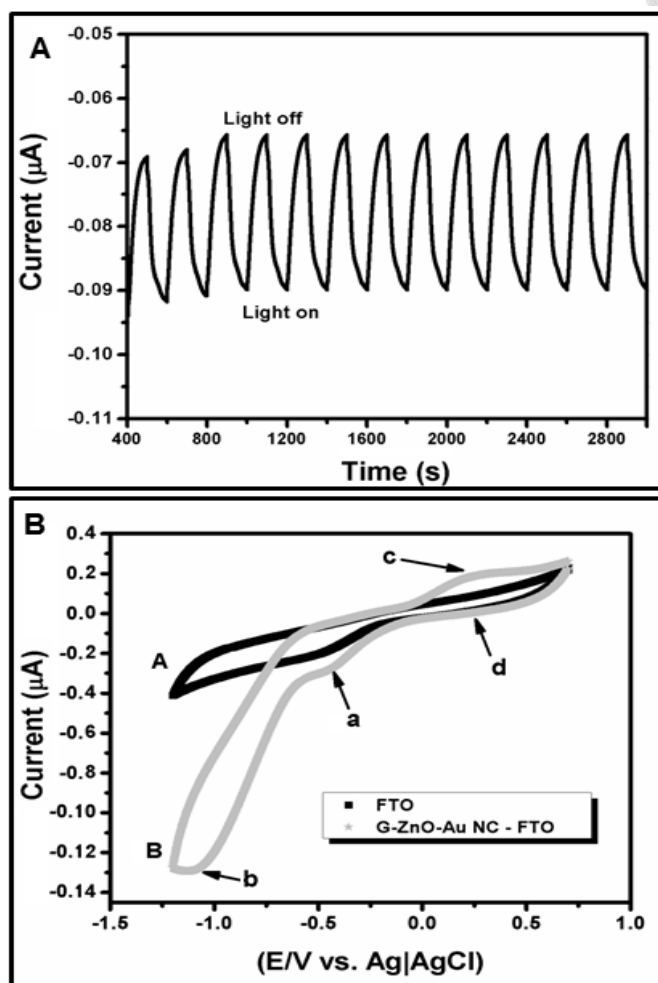 A
-0.05
-0.06
-0.07
-0.08
-0.09
-0.10
-0.11
Current (µA)
Light off
Light on
400 800 1200 1600 2000 2400 2800
Time (s)
B
0.4
0.2
0.0
-0.2
-0.4
-0.6
-0.8
-0.10
-0.12
-0.14
Current (µA)
c
A
d
a
FTO
G-ZnO-Au NC - FTO
B
b
-1.5 -1.0 -0.5 0.0 0.5 1.0
(E/V vs. Ag|AgCl)